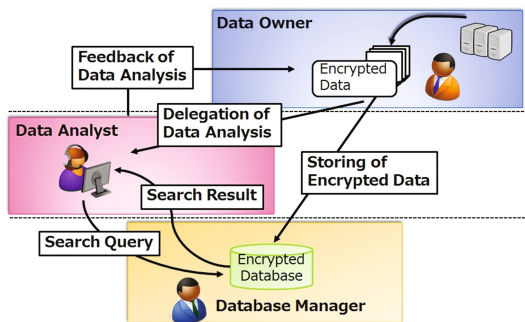 Data Owner
Feedback of
Data Analysis
Encrypted
Data
Delegation of
Data Analysis
Data Analyst
Storing of
Encrypted Data
Search Result
Search Query
Encrypted
Database
Database Manager